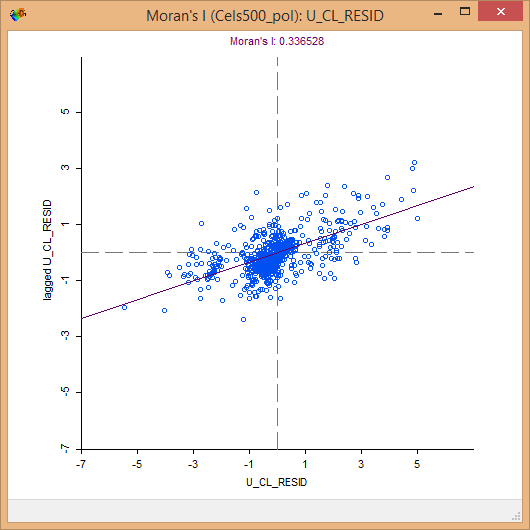 Moran's I (Cels500_pol): U_CL_RESID
Moran's I: 0.336528
5
3
1
-1
-3
-5
-7
lagged U_CL_RESID
-7 -5 -3 -1 1 3 5
U_CL_RESID